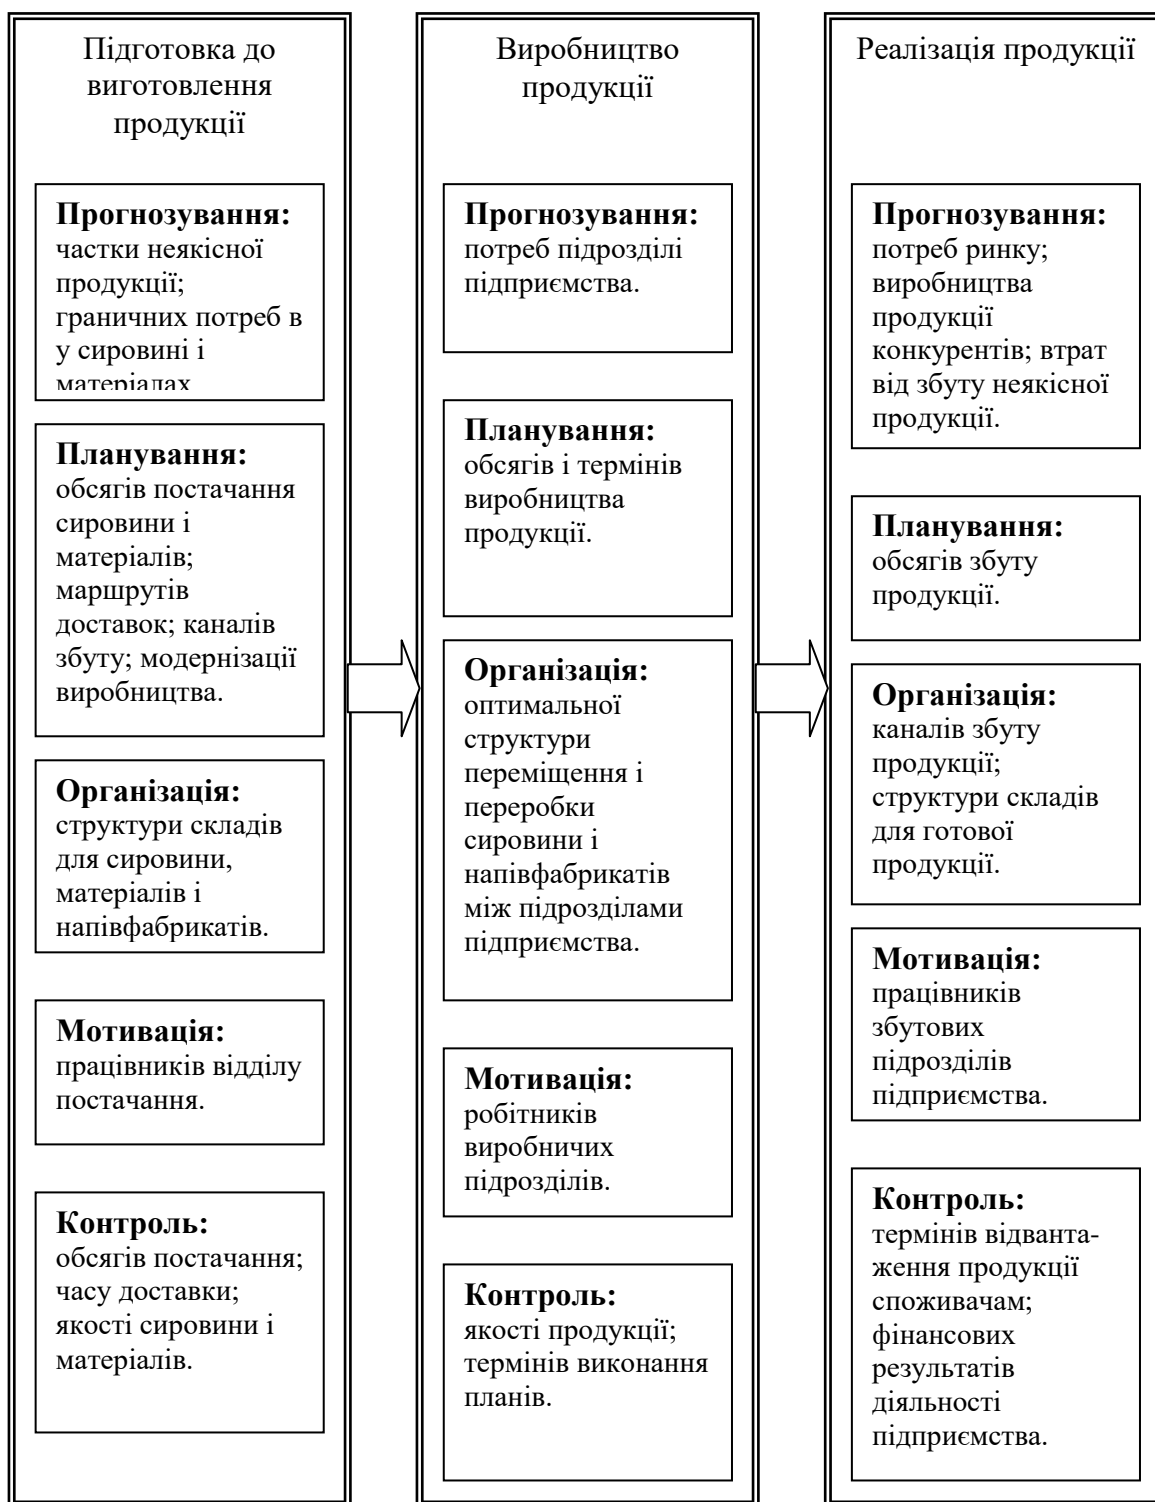 Підготовка до
виготовлення
продукції
Прогнозування:
частки неякісної
продукції;
граничних потреб в
у сировині і
матеріалах
Планування:
обсягів постачання
сировини і
матеріалів;
маршрутів
доставок; каналів
збуту; модернізації
виробництва.
Організація:
структури складів
для сировини,
матеріалів і
напівфабрикатів.
Мотивація:
працівників відділу
постачання.
Контроль:
обсягів постачання;
часу доставки;
якості сировини і
матеріалів.
Виробництво
продукції
Прогнозування:
потреб підрозділі
підприємства.
Планування:
обсягів і термінів
виробництва
продукції.
Організація:
оптимальної
структури
переміщення і
переробки
сировини і
напівфабрикатів
між підрозділами
підприємства.
Мотивація:
робітників
виробничих
підрозділів.
Контроль:
якості продукції;
термінів виконання
планів.
Реалізація продукції
Прогнозування:
потреб ринку;
виробництва
продукції
конкурентів; втрат
від збуту неякісної
продукції.
Планування:
обсягів збуту
продукції.
Організація:
каналів збуту
продукції;
структури складів
для готової
продукції.
Мотивація:
працівників
збутових
підрозділів
підприємства.
Контроль:
термінів відванта-
ження продукції
споживачам;
фінансових
результатів
діяльності
підприємства.